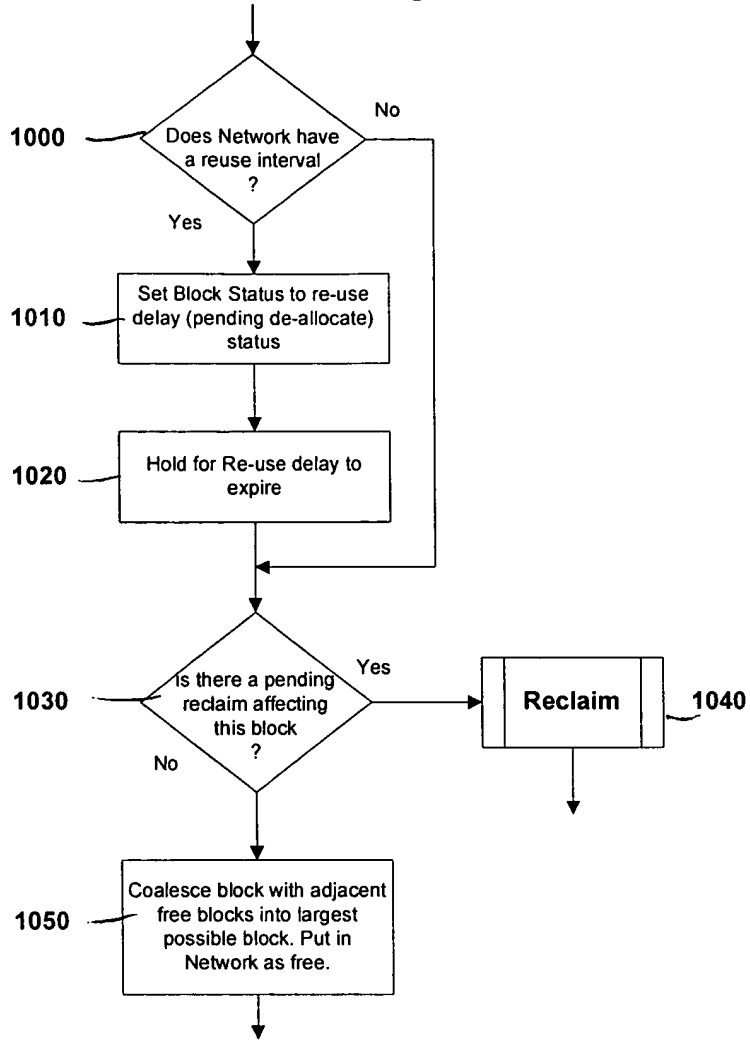 No
1000
Does Network have
a reuse interval
?
Yes
1010
Set Block Status to re-use
delay (pending de-allocate)
status
1020
Hold for Re-use delay to
expire
Yes
1030
Is there a pending
reclaim affecting
this block
?
Reclaim
1040
No
1050
Coalesce block with adjacent
free blocks into largest
possible block. Put in
Network as free.